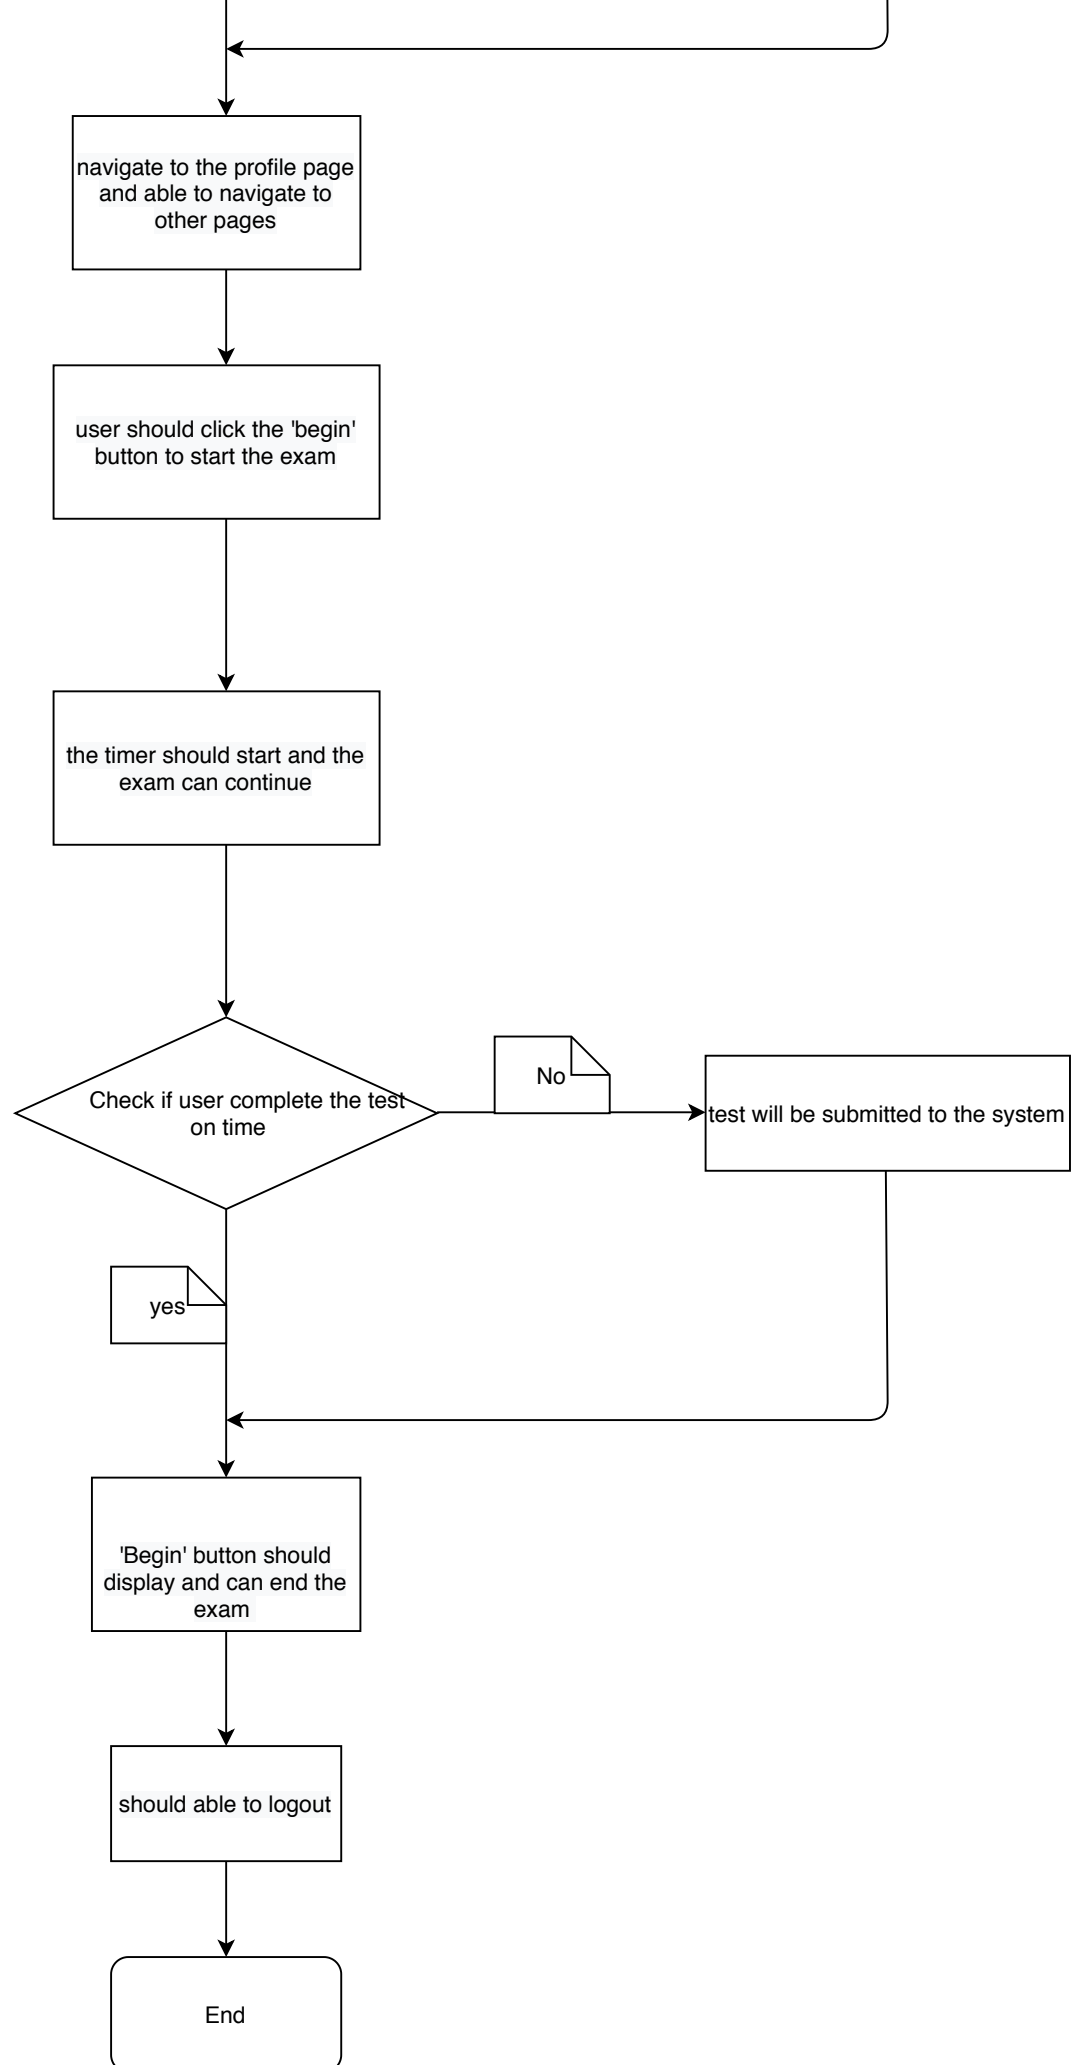 navigate to the profile page
and able to navigate to
other pages
user should click the 'begin'
button to start the exam
the timer should start and the
exam can continue
Check if user complete the test
on time
No
test will be submitted to the system
yes
'Begin' button should
display and can end the
exam
should able to logout
End